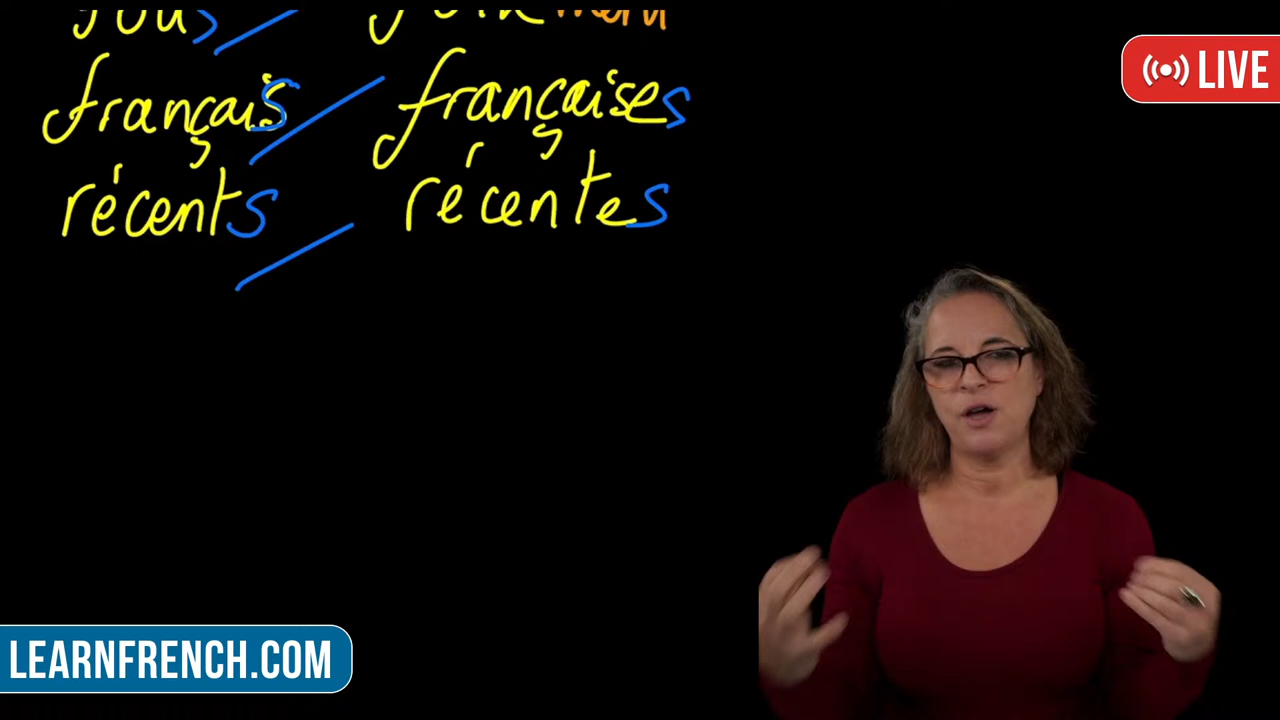 français / françaises
récents / récentes
LIVE
LEARNFRENCH.COM